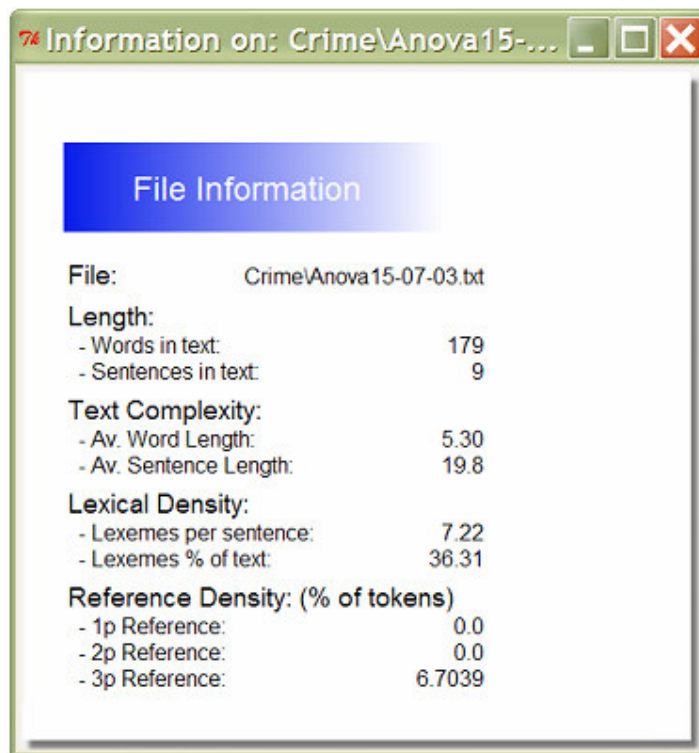 Tk Information on: Crime\Anova15-...
File Information
File: Crime\Anova15-07-03.txt
Length:
- Words in text: 179
- Sentences in text: 9
Text Complexity:
- Av. Word Length: 5.30
- Av. Sentence Length: 19.8
Lexical Density:
- Lexemes per sentence: 7.22
- Lexemes % of text: 36.31
Reference Density: (% of tokens)
- 1p Reference: 0.0
- 2p Reference: 0.0
- 3p Reference: 6.7039